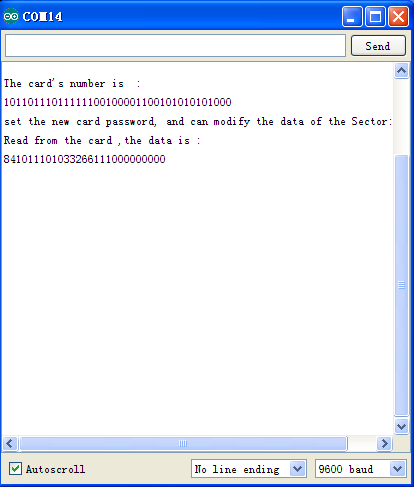 COM14
Send
The card's number is :
10110111011111100100001100101010101000
set the new card password, and can modify the data of the Sector:
Read from the card ,the data is :
841011101033266111000000000
Autoscroll
No line ending
9600 baud